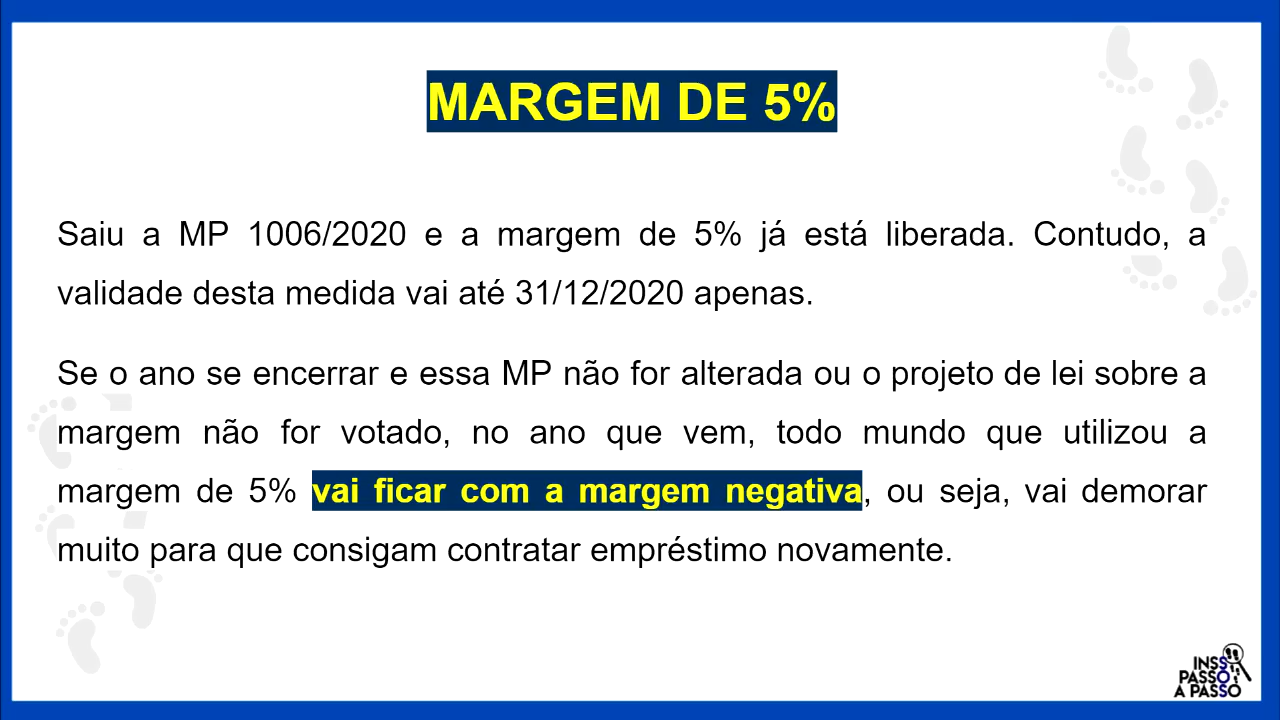 MARGEM DE 5%
Saiu a MP 1006/2020 e a margem de 5% já está liberada. Contudo, a
validade desta medida vai até 31/12/2020 apenas.
Se o ano se encerrar e essa MP não for alterada ou o projeto de lei sobre a
margem não for votado, no ano que vem, todo mundo que utilizou a
margem de 5% vai ficar com a margem negativa, ou seja, vai demorar
muito para que consigam contratar empréstimo novamente.
INSS
PASSO
A PASSO